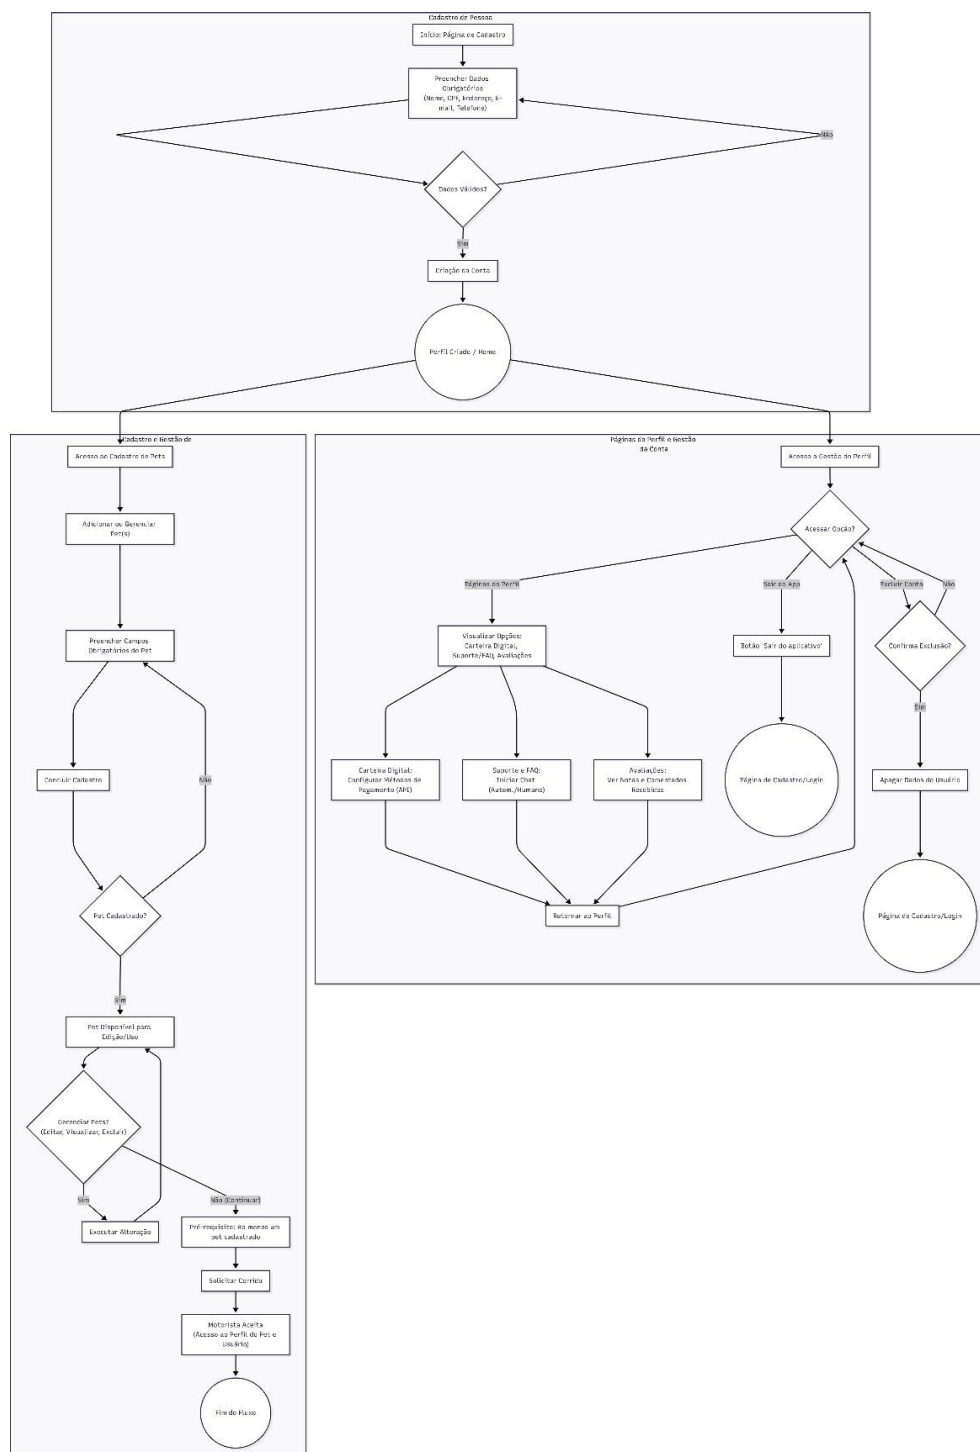 Cadastro de Pessoa
Início: Página de Cadastro
Preencher Dados
Obrigatórios
(Nome, CPF, Endereço, E-
mail, Telefone)
Não
Dados Válidos?
Sim
Criação da Conta
Perfil Criado / Home
Cadastro e Gestão de
Acesso ao Cadastro de Pets
Adicionar ou Gerenciar
Pet(s)
Preencher Campos
Obrigatórios do Pet
Concluir Cadastro
Não
Pet Cadastrado?
Sim
Pet Disponível para
Edição/Uso
Gerenciar Pets?
(Editar, Visualizar, Excluir)
Sim
Não (Continuar)
Executar Alteração
Pré-requisito: Ao menos um
pet cadastrado
Solicitar Corrida
Motorista Aceita
(Acesso ao Perfil do Pet e
Usuário)
Fim do Fluxo
Páginas do Perfil e Gestão
da Conta
Acesso a Gestão do Perfil
Acessar Opção?
Páginas do Perfil
Sair do App
Excluir Conta
Não
Visualizar Opções:
Carteira Digital,
Suporte/FAQ, Avaliações
Botão "Sair do aplicativo"
Confirma Exclusão?
Sim
Carteira Digital:
Configurar Métodos de
Pagamento (API)
Suporte e FAQ:
Iniciar Chat
(Autom./Humano)
Avaliações:
Ver Notas e Comentados
Recebidos
Página de Cadastro/Login
Apagar Dados do Usuário
Retornar ao Perfil
Página de Cadastro/Login